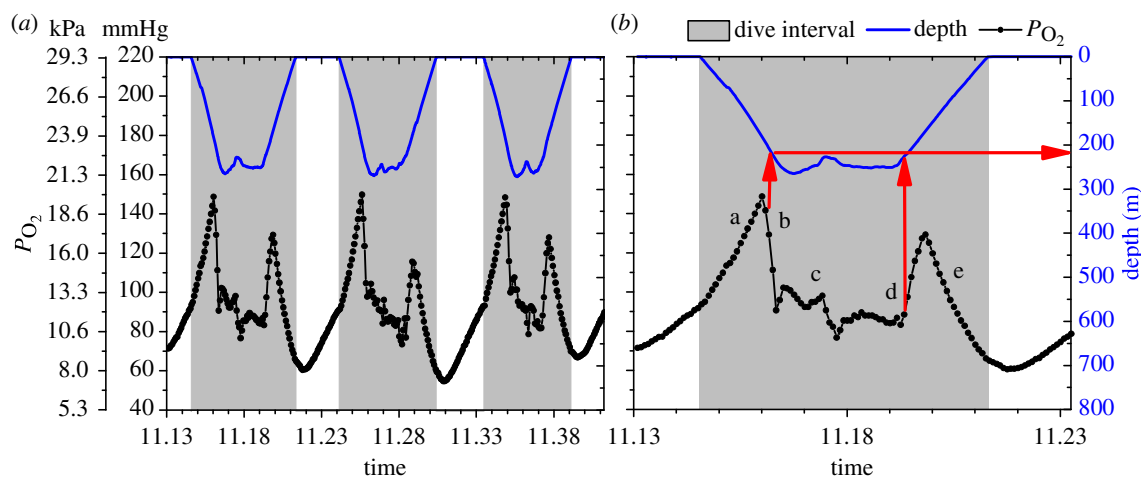 (a) kPa mmHg
29.3 220
26.6 200
23.9 180
160
21.3 140
18.6
16.0 120
13.3 100
10.6 80
8.0 60
5.3 40
P_O2
11.13 11.18 11.23 11.28 11.33 11.38
time
(b) dive interval depth P_O2
0
100
200
300
400
500
600
700
800
depth (m)
a b c d e
11.13 11.18 11.23
time